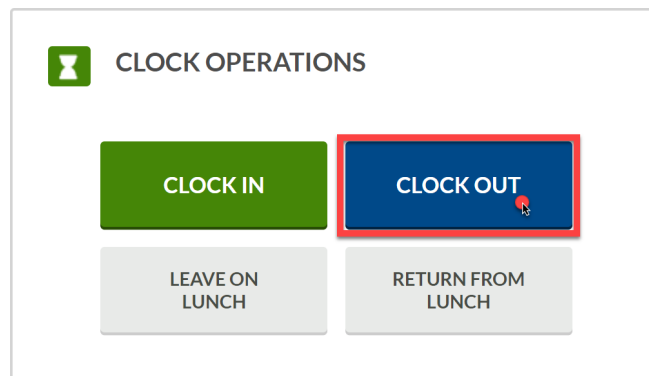 CLOCK OPERATIONS
CLOCK IN
CLOCK OUT
LEAVE ON
LUNCH
RETURN FROM
LUNCH